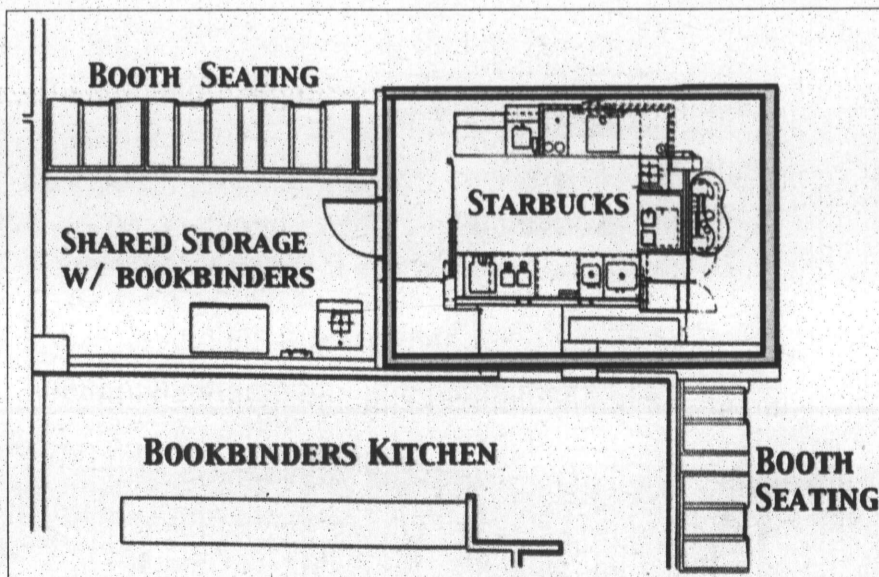 BOOTH SEATING
STARBUCKS
SHARED STORAGE
W/ BOOKBINDERS
BOOKBINDERS KITCHEN
BOOTH
SEATING